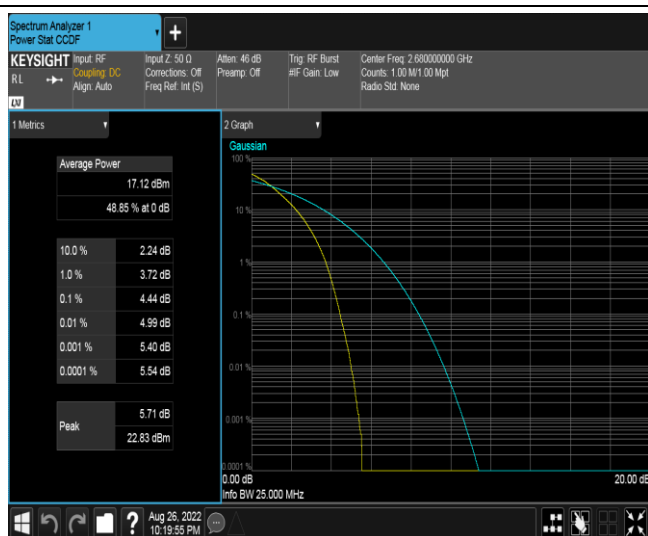 Spectrum Analyzer 1
Power Stat CCDF
+
KEYSIGHT
RL
LXI
Input: RF
Coupling: DC
Align: Auto
Input Z: 50 Ω
Corrections: Off
Freq Ref: Int (S)
Atten: 46 dB
Preamp: Off
Trig: RF Burst
#IF Gain: Low
Center Freq: 2.680000000 GHz
Counts: 1.00 M/1.00 Mpt
Radio Std: None
1 Metrics
Average Power
17.12 dBm
48.85 % at 0 dB
10.0 % 2.24 dB
1.0 % 3.72 dB
0.1 % 4.44 dB
0.01 % 4.99 dB
0.001 % 5.40 dB
0.0001 % 5.54 dB
Peak
5.71 dB
22.83 dBm
2 Graph
Gaussian
100 %
10 %
1 %
0.1 %
0.01 %
0.001 %
0.0001 %
0.00 dB 20.00 dB
Info BW 25.000 MHz
?
Aug 26, 2022
10:19:55 PM